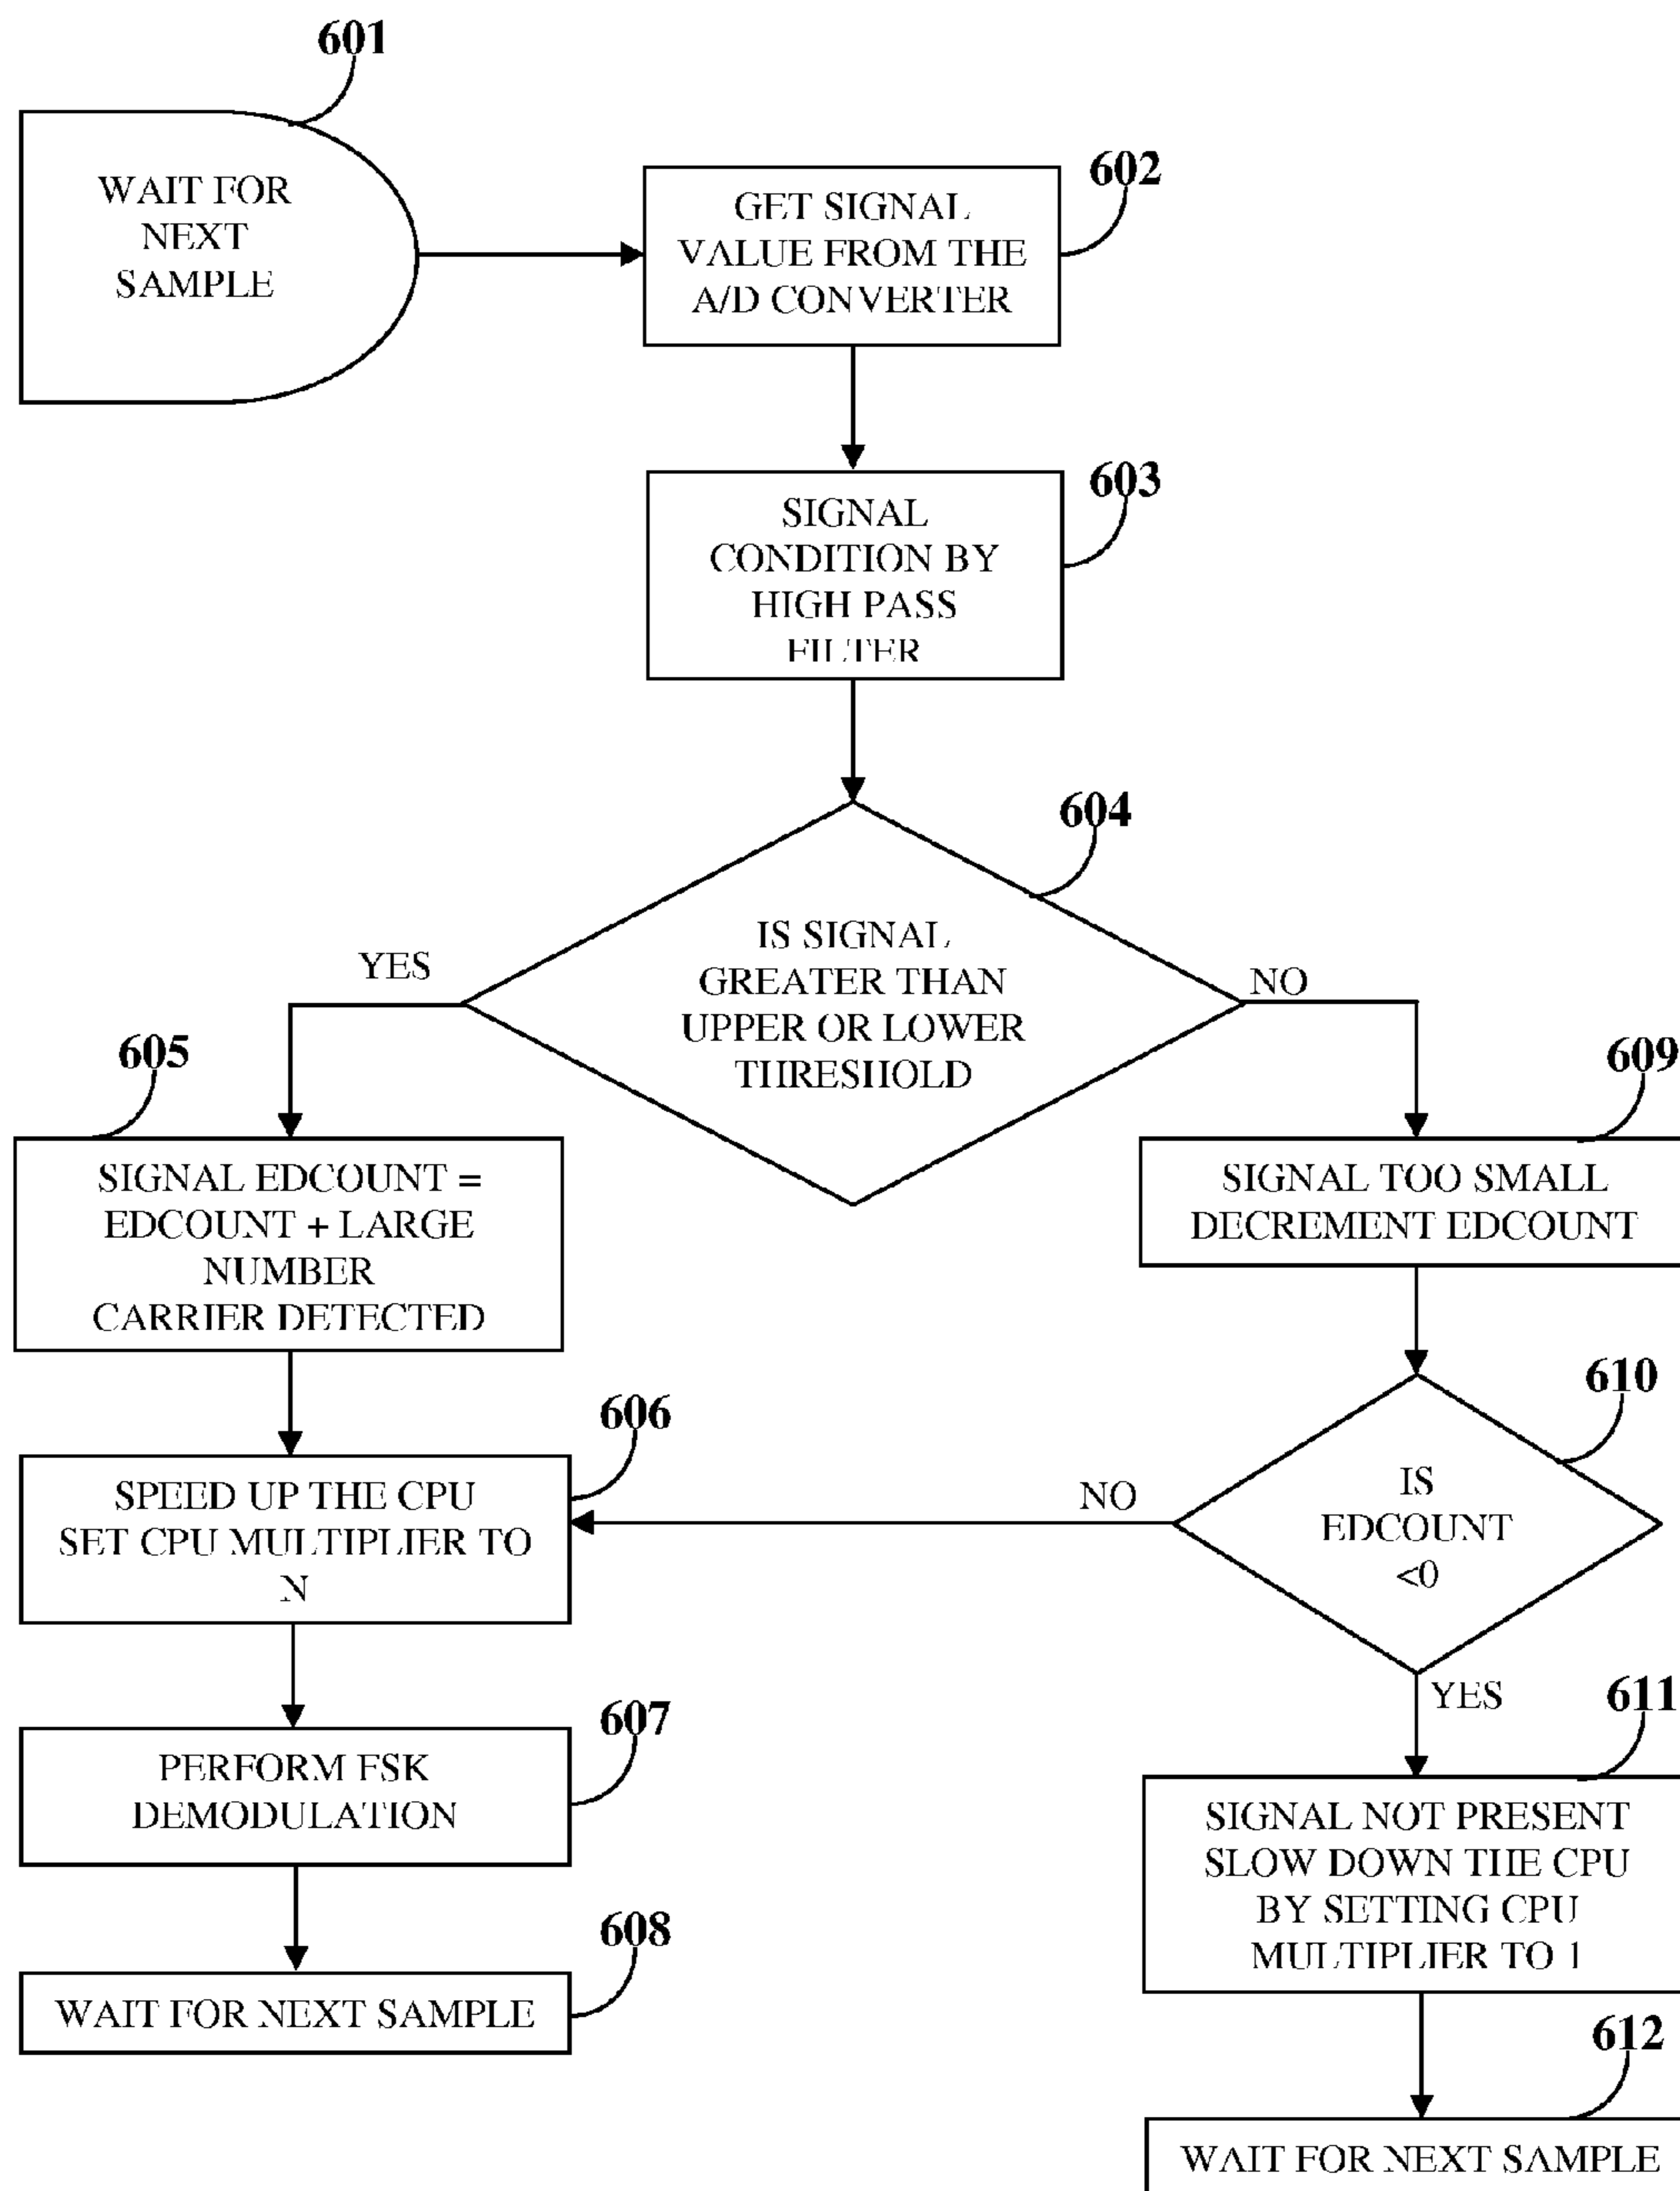 601
WAIT FOR
NEXT
SAMPLE
602
GET SIGNAL
VALUE FROM THE
A/D CONVERTER
603
SIGNAL
CONDITION BY
HIGH PASS
FILTER
604
IS SIGNAL
GREATER THAN
UPPER OR LOWER
THRESHOLD
YES
NO
605
SIGNAL EDCOUNT =
EDCOUNT + LARGE
NUMBER
CARRIER DETECTED
609
SIGNAL TOO SMALL
DECREMENT EDCOUNT
606
SPEED UP THE CPU
SET CPU MULTIPLIER TO
N
610
IS
EDCOUNT
<0
NO
YES
607
PERFORM FSK
DEMODULATION
611
SIGNAL NOT PRESENT
SLOW DOWN THE CPU
BY SETTING CPU
MULTIPLIER TO 1
608
WAIT FOR NEXT SAMPLE
612
WAIT FOR NEXT SAMPLE